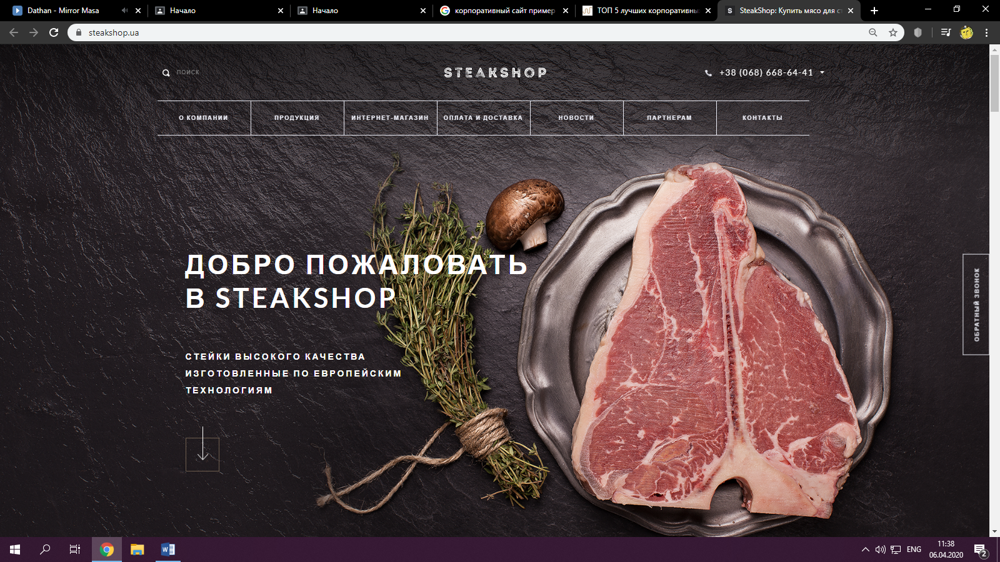 Dathan - Mirror Masa
Начало
Начало
корпоративный сайт пример
ТОП 5 лучших корпоративны
S SteakShop: Купить мясо для ст
steakshop.ua
ПОИСК
STEAKSHOP
+38 (068) 668-64-41
О КОМПАНИИ
ПРОДУКЦИЯ
ИНТЕРНЕТ-МАГАЗИН
ОПЛАТА И ДОСТАВКА
НОВОСТИ
ПАРТНЕРАМ
КОНТАКТЫ
ДОБРО ПОЖАЛОВАТЬ
В STEAKSHOP
СТЕЙКИ ВЫСОКОГО КАЧЕСТВА
ИЗГОТОВЛЕННЫЕ ПО ЕВРОПЕЙСКИМ
ТЕХНОЛОГИЯМ
ОБРАТНЫЙ ЗВОНОК
ENG
11:38
06.04.2020
2